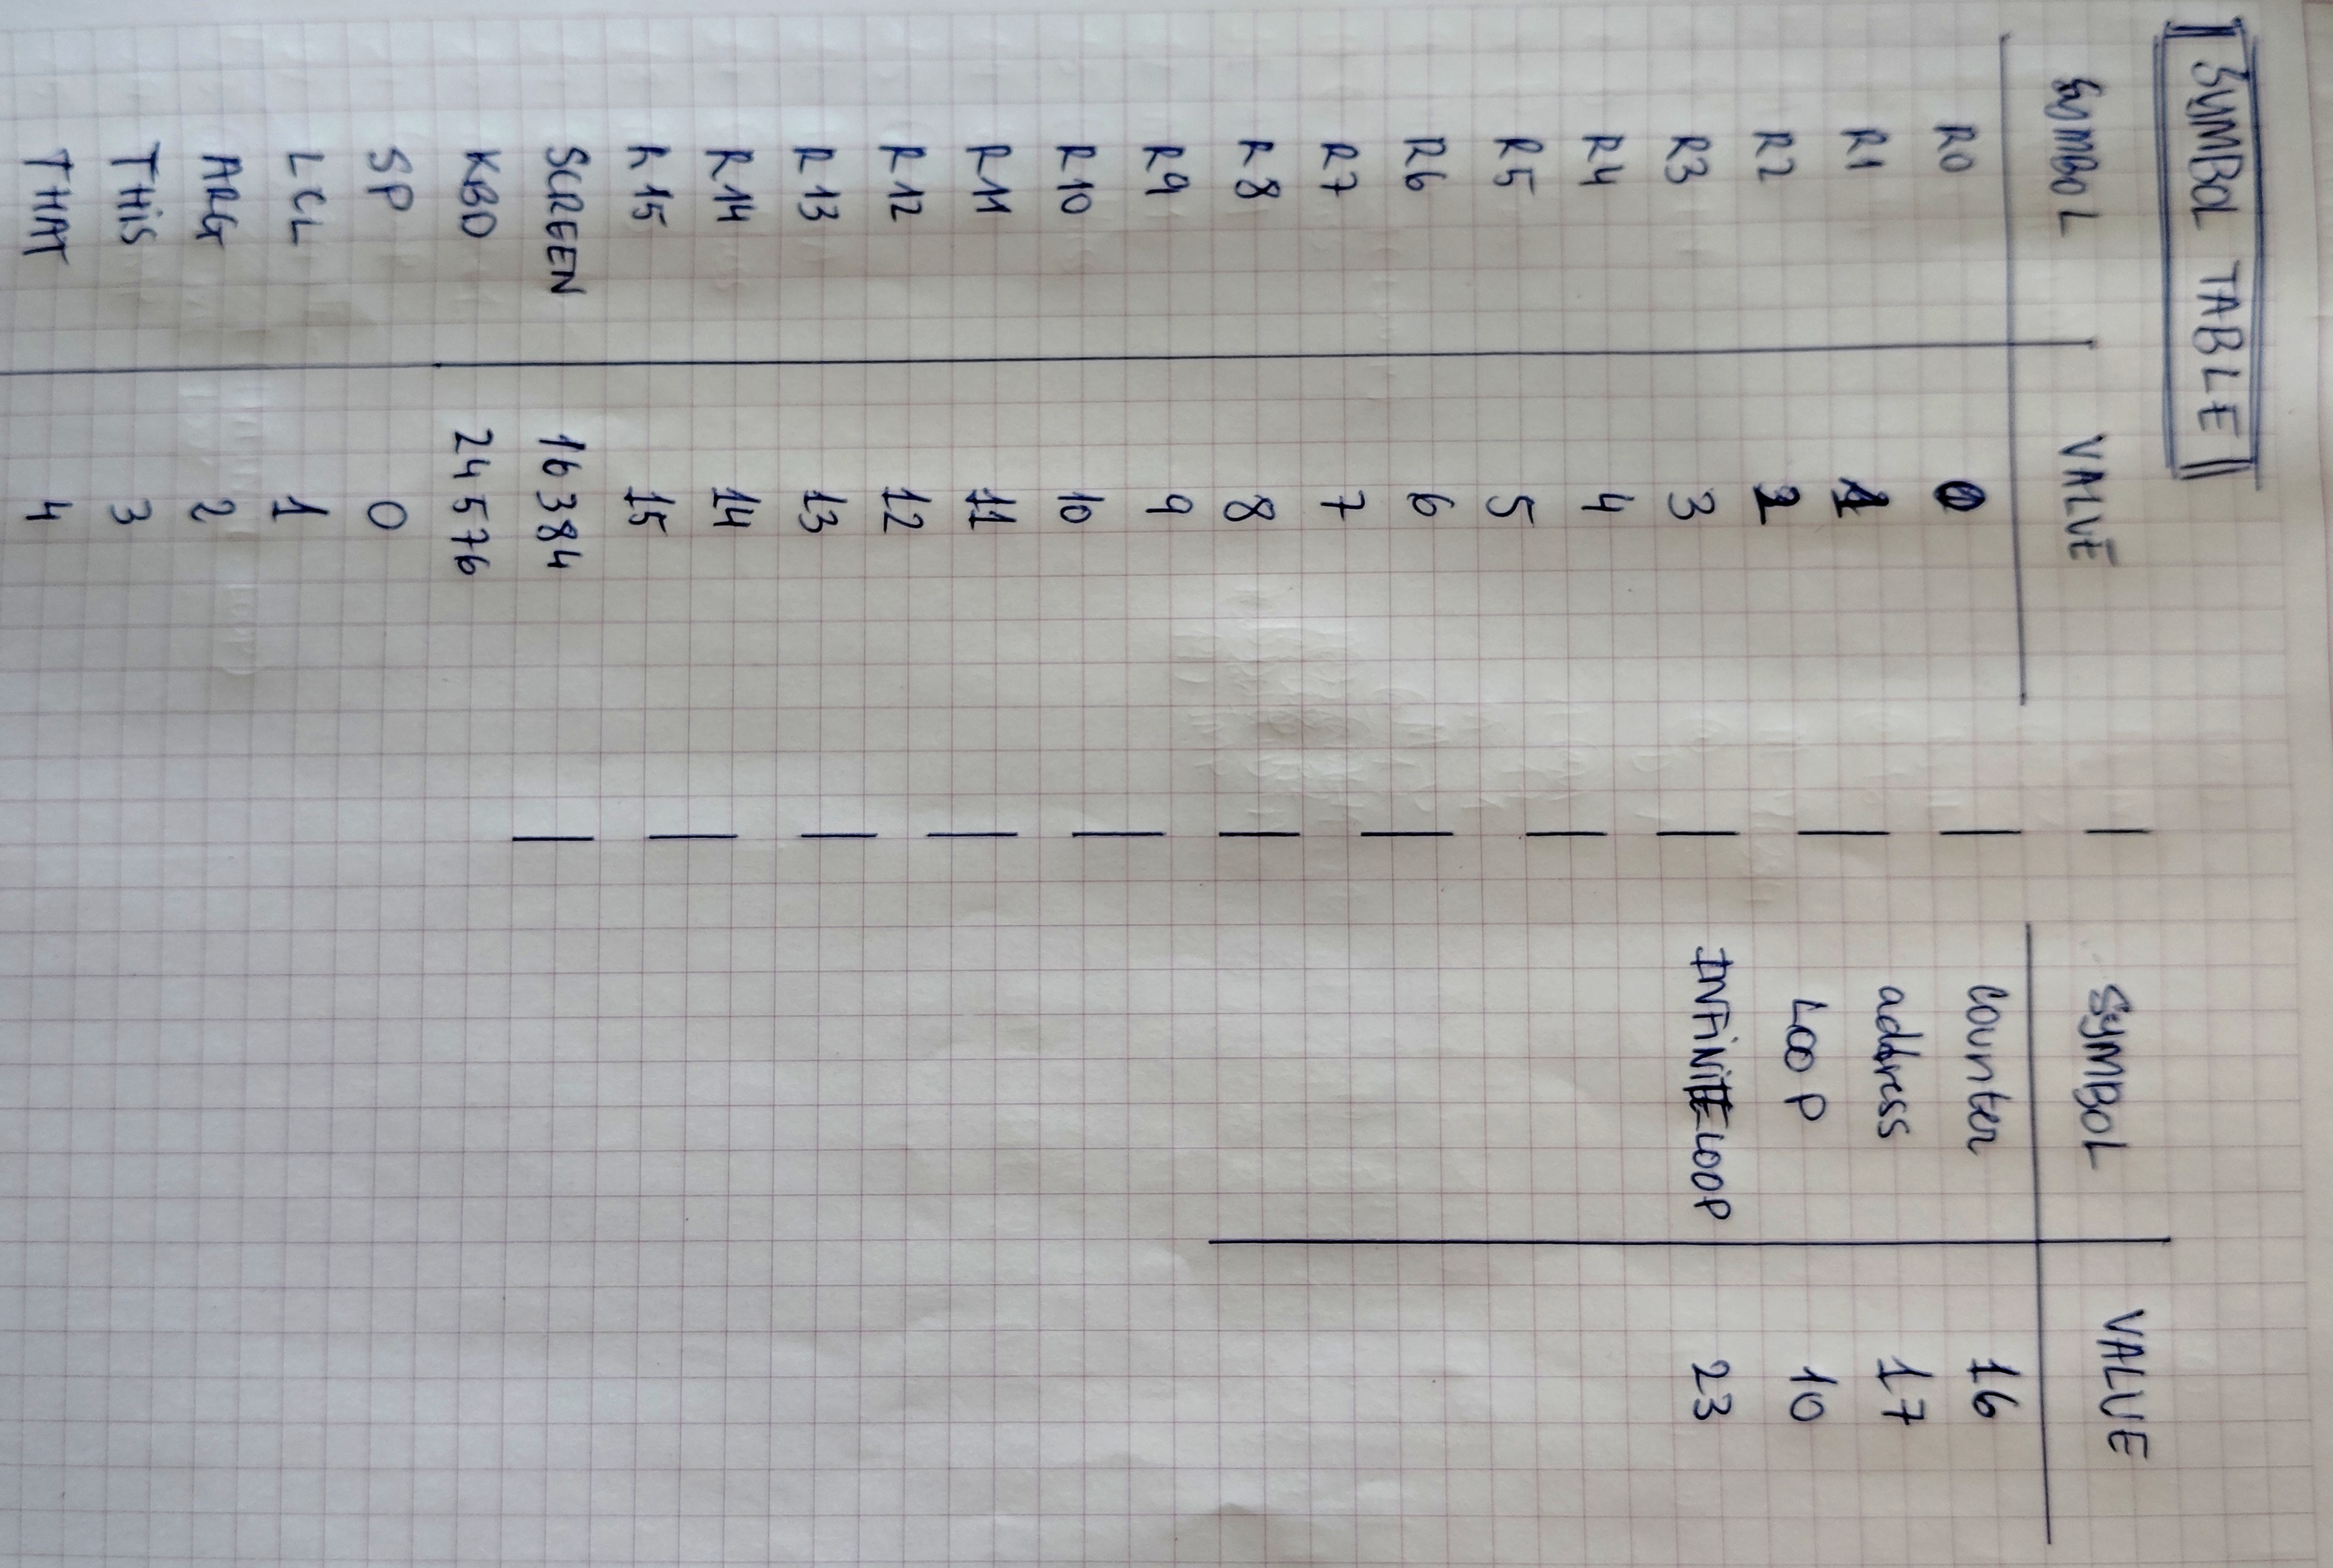 SYMBOL TABLE
SYMBOL VALUE
R0 0
R1 1
R2 2
R3 3
R4 4
R5 5
R6 6
R7 7
R8 8
R9 9
R10 10
R11 11
R12 12
R13 13
R14 14
R15 15
SCREEN 16384
KBD 24576
SP 0
LCL 1
ARG 2
THIS 3
THAT 4
SYMBOL VALUE
counter 16
address 17
LOOP 10
INFINITELOOP 23